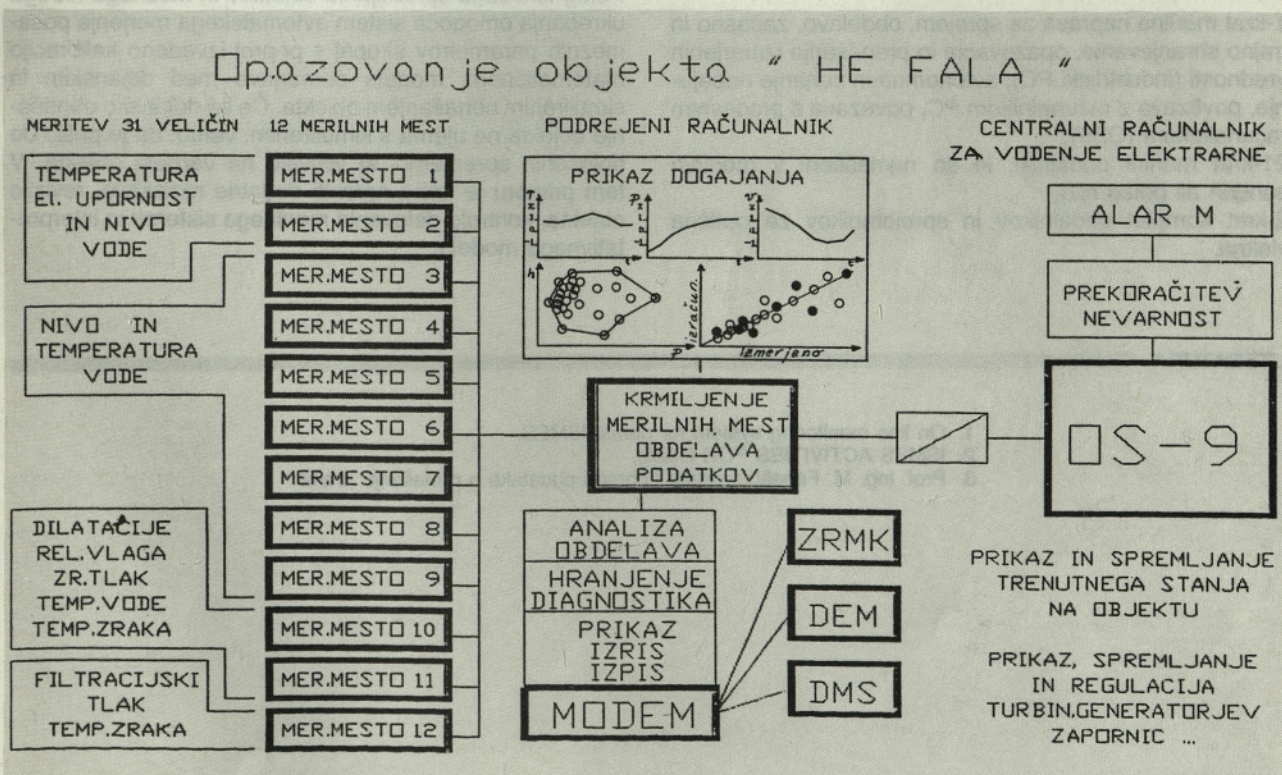 Opazovanje objekta "HE FALA"
MERITEV 31 VELIČIN
12 MERILNIH MEST
PODREJENI RAČUNALNIK
CENTRALNI RAČUNALNIK
ZA VODENJE ELEKTRARNE
TEMPERATURA
El. UPORNOST
IN NIVO
VODE
NIVO IN
TEMPERATURA
VODE
DILATACIJE
REL.VLAGA
ZR.TLAK
TEMP.VODE
TEMP.ZRAKA
FILTRACIJSKI
TLAK
TEMP.ZRAKA
MER.MESTO 1
MER.MESTO 2
MER.MESTO 3
MER.MESTO 4
MER.MESTO 5
MER.MESTO 6
MER.MESTO 7
MER.MESTO 8
MER.MESTO 9
MER.MESTO 10
MER.MESTO 11
MER.MESTO 12
PRIKAZ DOGAJANJA
t
t
t
h
P
izračun.
Izmerjeno
KRMILJENJE
MERILNIH MEST
OBDELAVA
PODATKOV
ANALIZA
OBDELAVA
HRANJENJE
DIAGNOSTIKA
PRIKAZ
IZRIS
IZPIS
MODEM
ZRMK
DEM
DMS
ALARM
PREKORAČITEV
NEVARNOST
OS-9
PRIKAZ IN SPREMLJANJE
TRENUTNEGA STANJA
NA OBJEKTU
PRIKAZ, SPREMLJANJE
IN REGULACIJA
TURBIN,GENERATORJEV
ZAPORNIC ...